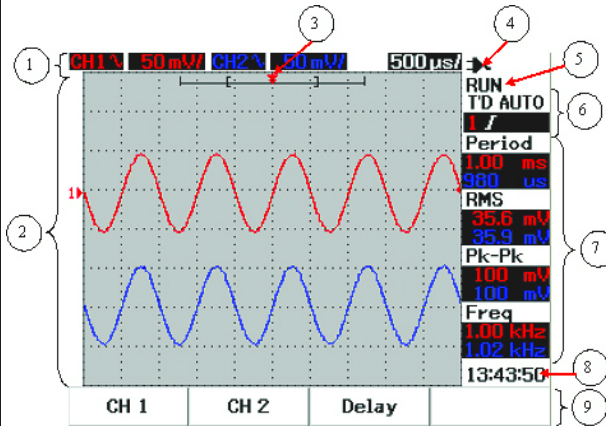 3
4
1
CH1 50 mV/ CH2 50 mV/ 500 µs/
5
RUN
T'D AUTO
6
1
Period
1.00 ms
980 us
1
RMS
35.6 mV
35.9 mV
2
7
Pk-Pk
100 mV
100 mV
Freq
1.00 kHz
1.02 kHz
13:43:50
8
CH 1 CH 2 Delay
9